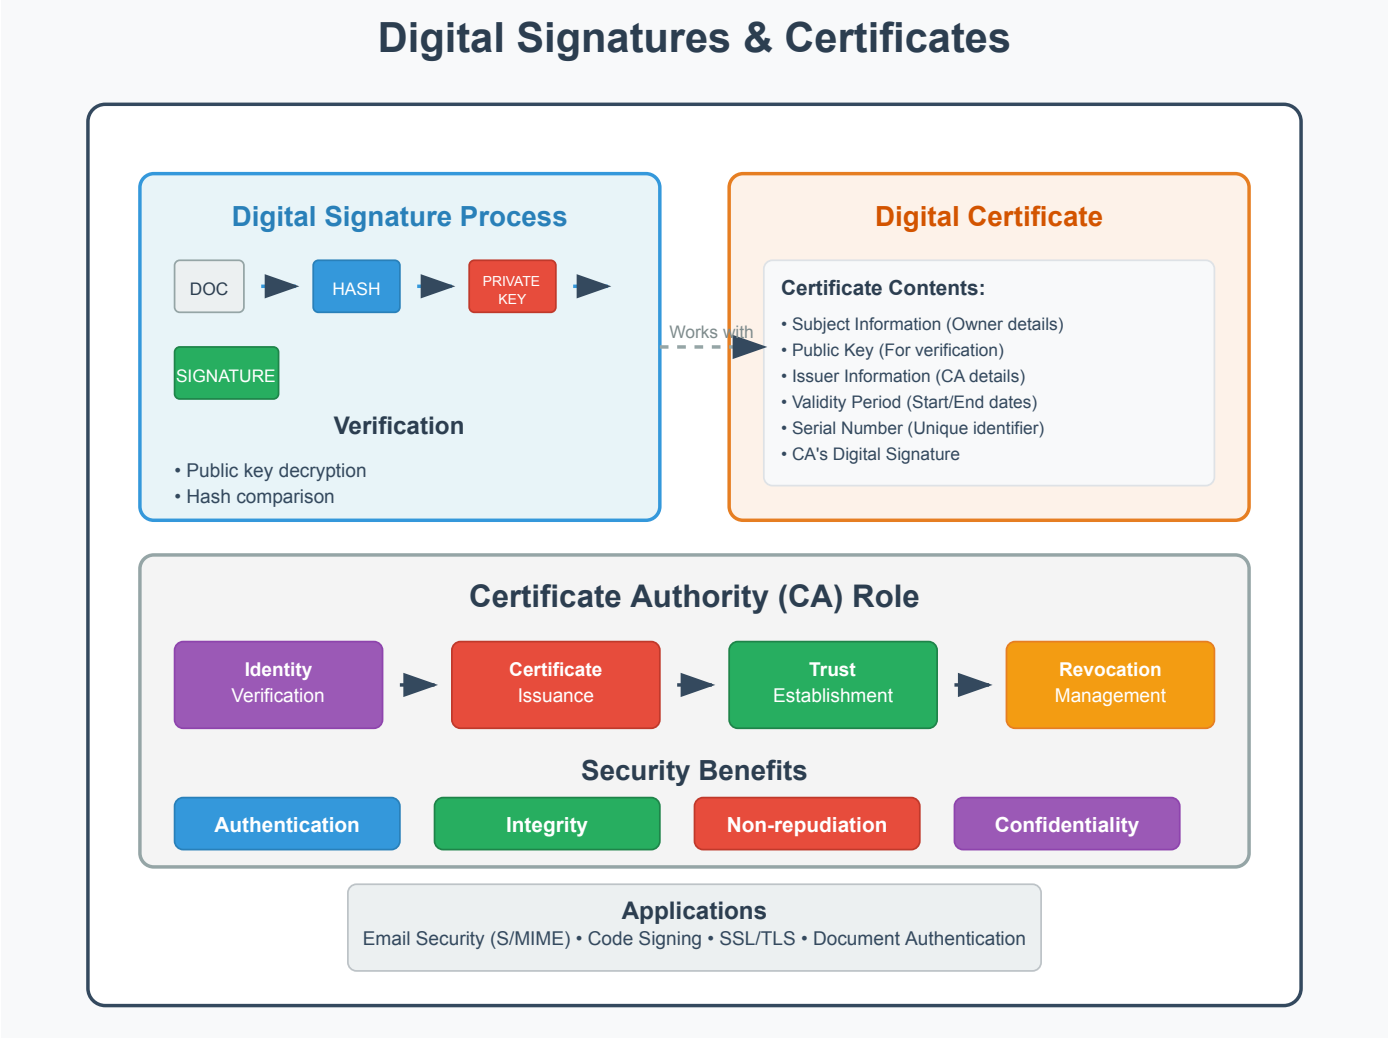 Digital Signatures & Certificates
Digital Signature Process
DOC
HASH
PRIVATE
KEY
SIGNATURE
Verification
• Public key decryption
• Hash comparison
Works with
Digital Certificate
Certificate Contents:
• Subject Information (Owner details)
• Public Key (For verification)
• Issuer Information (CA details)
• Validity Period (Start/End dates)
• Serial Number (Unique identifier)
• CA's Digital Signature
Certificate Authority (CA) Role
Identity
Verification
Certificate
Issuance
Trust
Establishment
Revocation
Management
Security Benefits
Authentication
Integrity
Non-repudiation
Confidentiality
Applications
Email Security (S/MIME) • Code Signing • SSL/TLS • Document Authentication